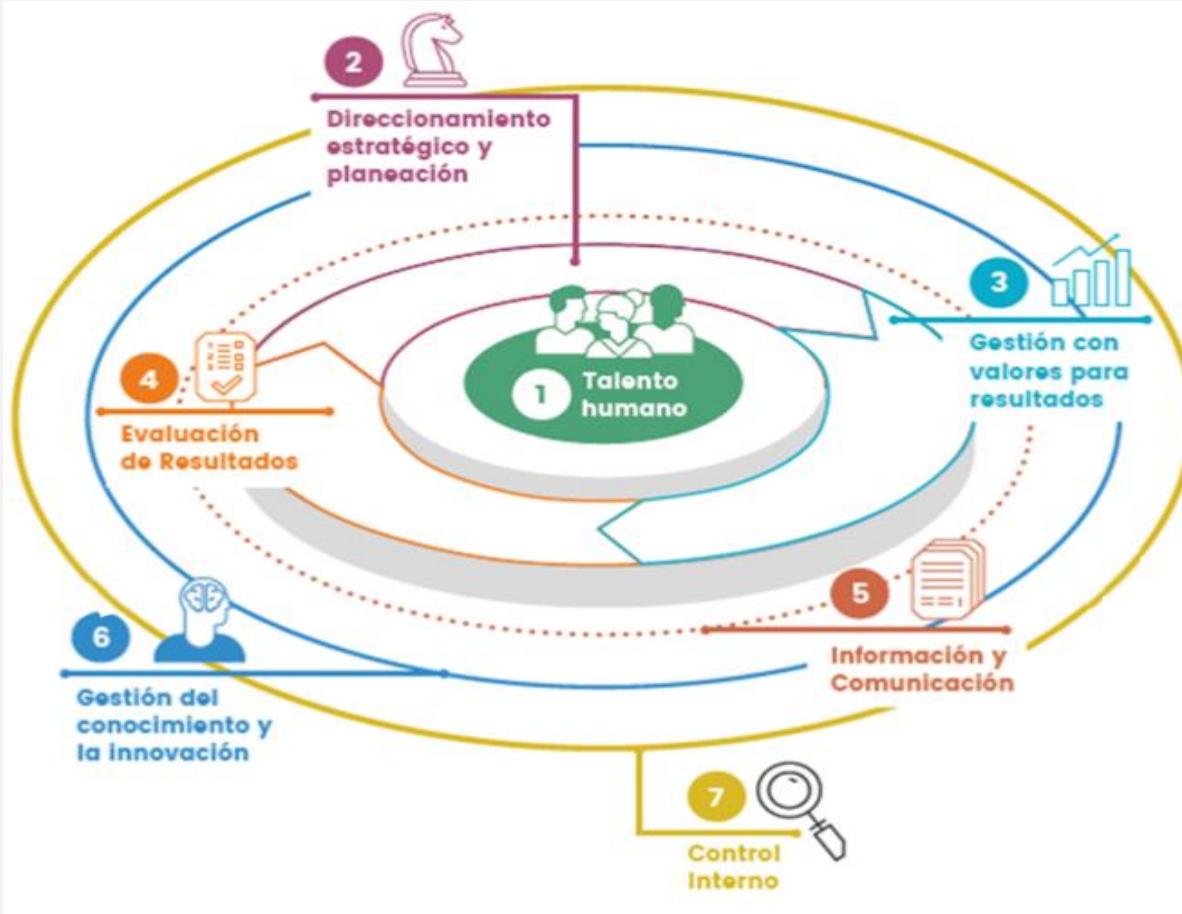 2
Direccionamiento
estratégico y
planeación
3
Gestión con
valores para
resultados
1
Talento
humano
4
Evaluación
de Resultados
5
Información y
Comunicación
6
Gestión del
conocimiento y
la innovación
7
Control
Interno